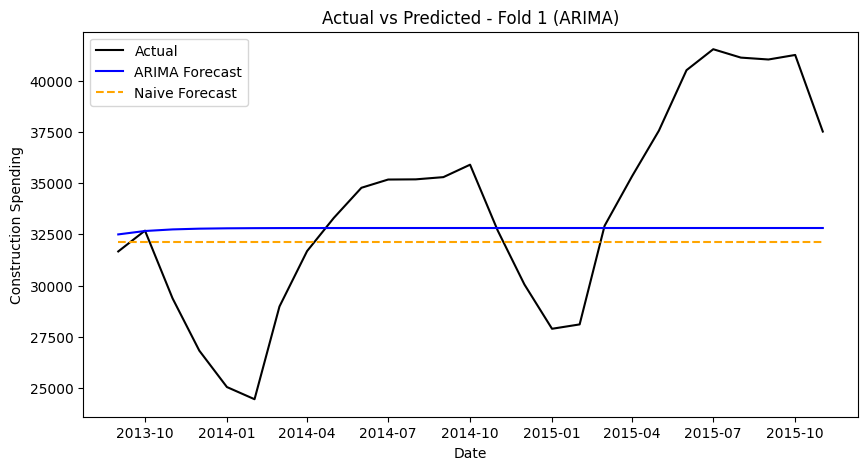 Actual vs Predicted - Fold 1 (ARIMA)
Actual
ARIMA Forecast
Naive Forecast
Construction Spending
40000
37500
35000
32500
30000
27500
25000
2013-10 2014-01 2014-04 2014-07 2014-10 2015-01 2015-04 2015-07 2015-10
Date